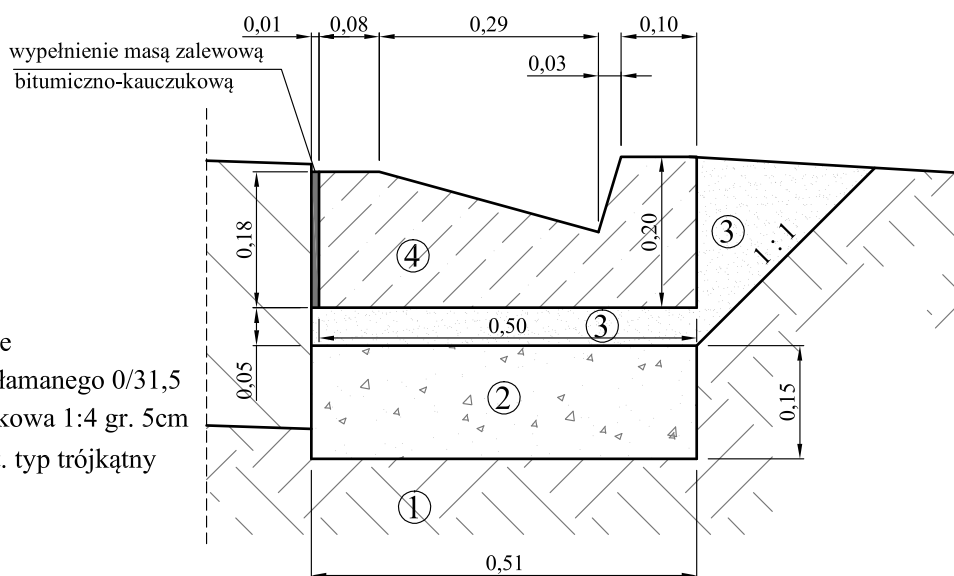 0,01
0,08
0,29
0,10
wypełnienie masą zalewową
bitumiczno-kauczukową
0,03
0,18
0,20
3
1:1
4
0,50
3
0,05
0,15
2
1
0,51
e
łamanego 0/31,5
kowa 1:4 gr. 5cm
. typ trójkątny